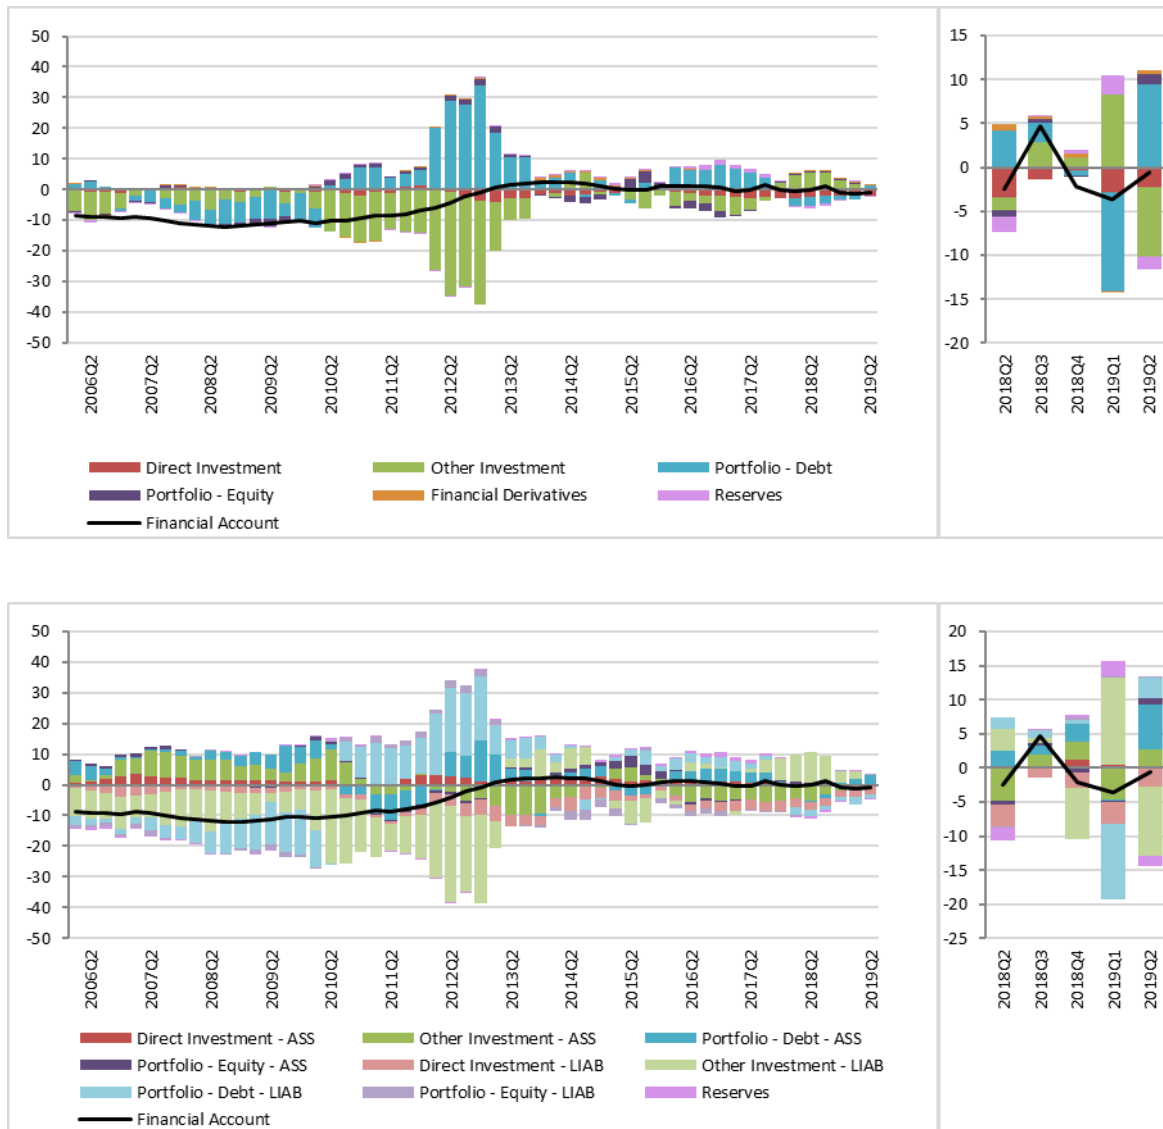 50
40
30
20
10
0
-10
-20
-30
-40
-50
2006Q2
2007Q2
2008Q2
2009Q2
2010Q2
2011Q2
2012Q2
2013Q2
2014Q2
2015Q2
2016Q2
2017Q2
2018Q2
2019Q2
Direct Investment Other Investment Portfolio - Debt
Portfolio - Equity Financial Derivatives Reserves
Financial Account
15
10
5
0
-5
-10
-15
-20
2018Q2
2018Q3
2018Q4
2019Q1
2019Q2
50
40
30
20
10
0
-10
-20
-30
-40
-50
2006Q2
2007Q2
2008Q2
2009Q2
2010Q2
2011Q2
2012Q2
2013Q2
2014Q2
2015Q2
2016Q2
2017Q2
2018Q2
2019Q2
Direct Investment - ASS Other Investment - ASS Portfolio - Debt - ASS
Portfolio - Equity - ASS Direct Investment - LIAB Other Investment - LIAB
Portfolio - Debt - LIAB Portfolio - Equity - LIAB Reserves
Financial Account
20
15
10
5
0
-5
-10
-15
-20
-25
2018Q2
2018Q3
2018Q4
2019Q1
2019Q2